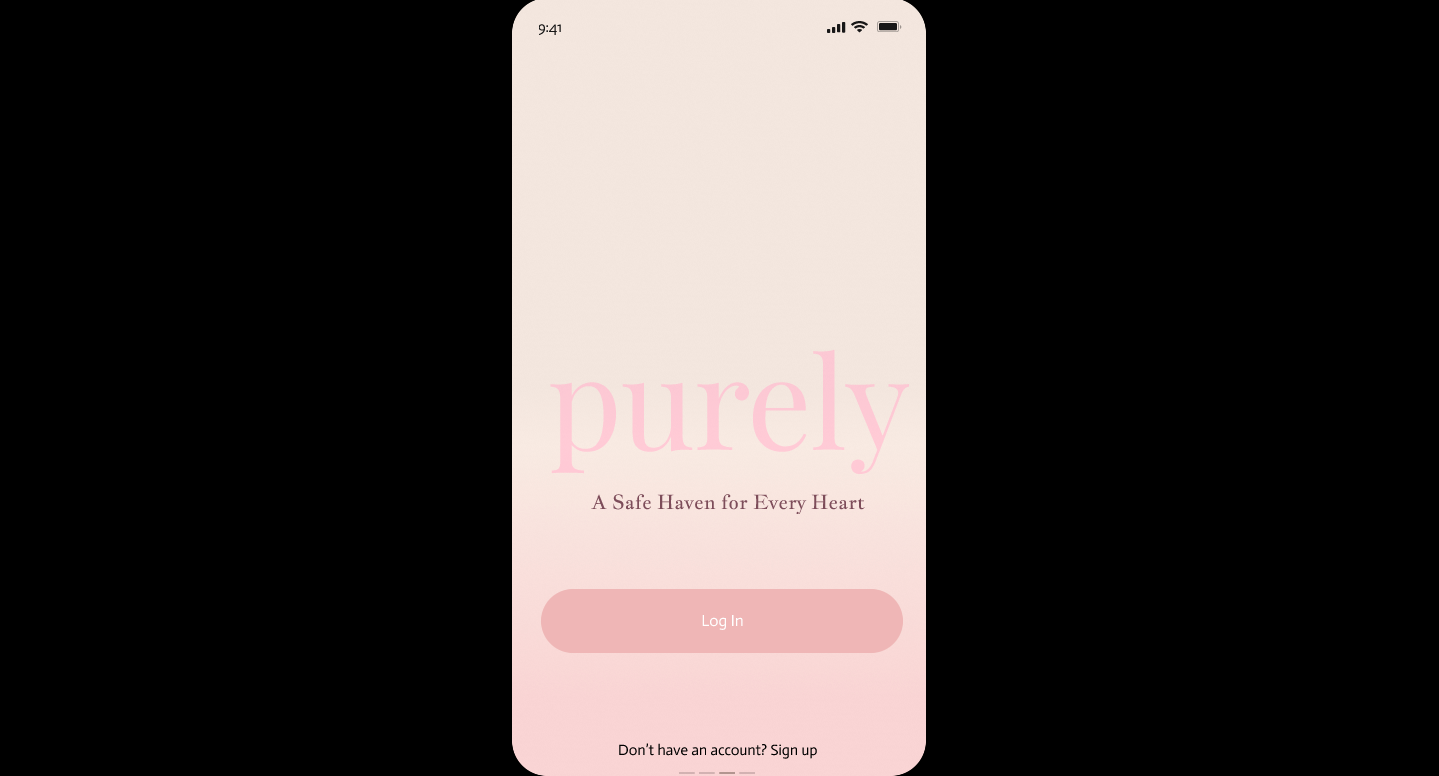 9:41
purely
A Safe Haven for Every Heart
Log In
Don't have an account? Sign up